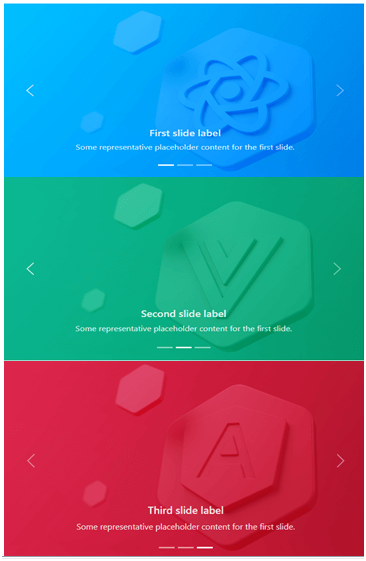 First slide label
Some representative placeholder content for the first slide.
Second slide label
Some representative placeholder content for the first slide.
A
Third slide label
Some representative placeholder content for the first slide.